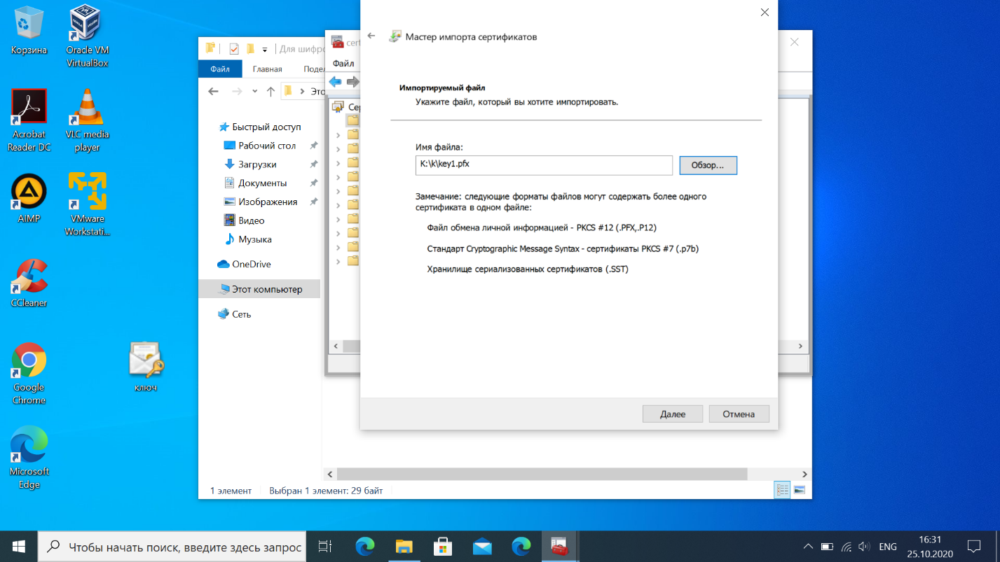 Корзина
Oracle VM
VirtualBox
Acrobat
Reader DC
VLC media
player
AIMP
VMware
Workstati...
CCleaner
Google
Chrome
ключ
Microsoft
Edge
Для шифро
Файл
Главная
Подел
Это
Быстрый доступ
Рабочий стол
Загрузки
Документы
Изображения
Видео
Музыка
OneDrive
Этот компьютер
Сеть
1 элемент
Выбран 1 элемент: 29 байт
cert
Файл
Сер
Мастер импорта сертификатов
Импортируемый файл
Укажите файл, который вы хотите импортировать.
Имя файла:
K:\k\key1.pfx
Обзор...
Замечание: следующие форматы файлов могут содержать более одного
сертификата в одном файле:
Файл обмена личной информацией - PKCS #12 (.PFX,.P12)
Стандарт Cryptographic Message Syntax - сертификаты PKCS #7 (.p7b)
Хранилище сериализованных сертификатов (.SST)
Далее
Отмена
Чтобы начать поиск, введите здесь запрос
ENG
16:31
25.10.2020